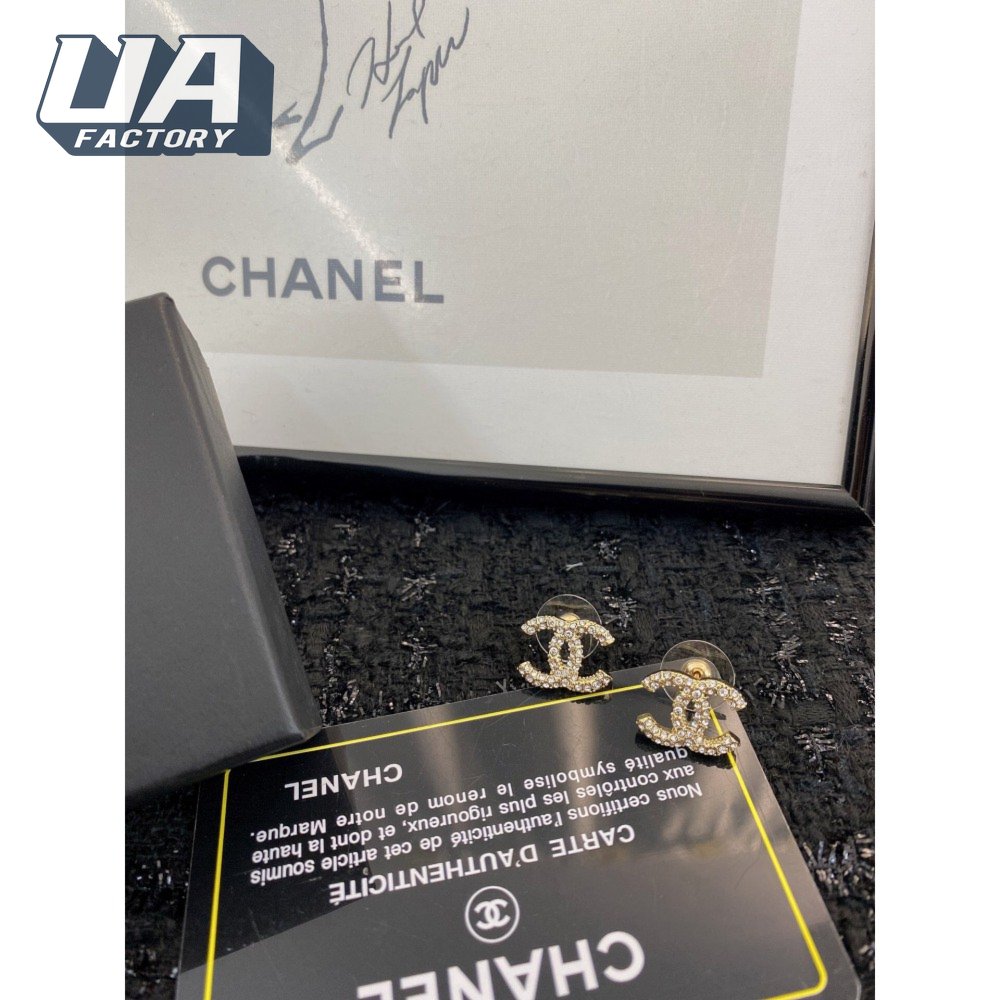 UA
FACTORY
CHANEL
CHANEL
CARTE D'AUTHENTICITÉ
Nous certifions l'authenticité de cet article soumis
aux contrôles les plus rigoureux, et dont la haute
qualité symbolise le renom de notre Marque.
CHANEL